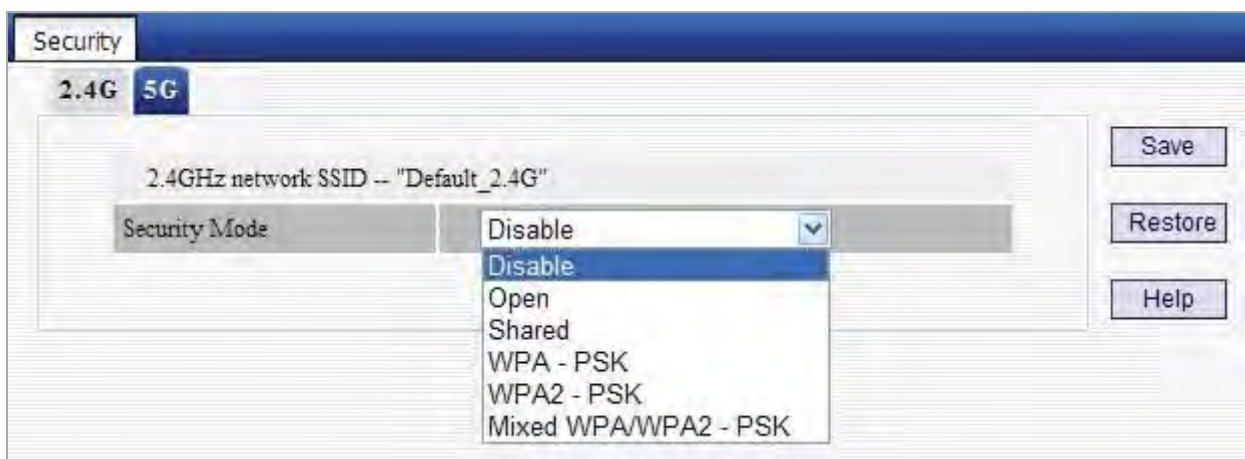 Security
2.4G 5G
2.4GHz network SSID -- "Default_2.4G"
Save
Security Mode
Disable
Restore
Disable
Open
Help
Shared
WPA - PSK
WPA2 - PSK
Mixed WPA/WPA2 - PSK